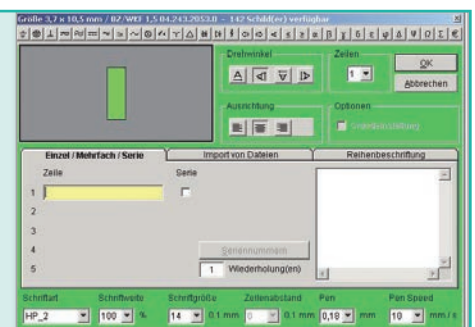 Größe 3,7 x 10,5 mm / BZ/WKF 1,5 04.243.2053.0 - 142 Schild(er) verfügbar
Drehwinkel
Zeilen
1
OK
Abbrechen
Ausrichtung
Optionen
Einzel / Mehrfach / Serie
Import von Dateien
Reihenbeschriftung
Zeile
Serie
1
2
3
4
5
Seriennummern
1 Wiederholung(en)
Schriftart
Schriftweite
Schriftgröße
Zeilenabstand
Pen
Pen Speed
HP_2
100 %
14 0.1 mm
0 0.1 mm
0,18 mm
10 mm / s